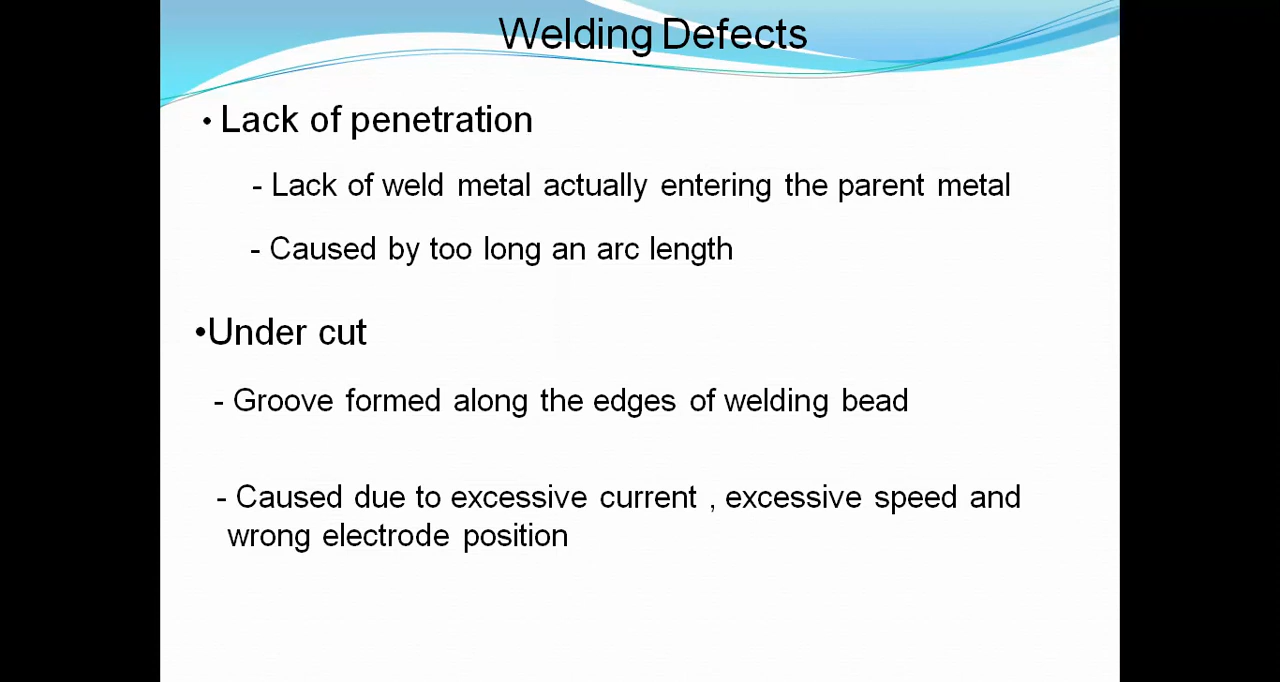 Welding Defects
• Lack of penetration
- Lack of weld metal actually entering the parent metal
- Caused by too long an arc length
•Under cut
- Groove formed along the edges of welding bead
- Caused due to excessive current , excessive speed and
wrong electrode position